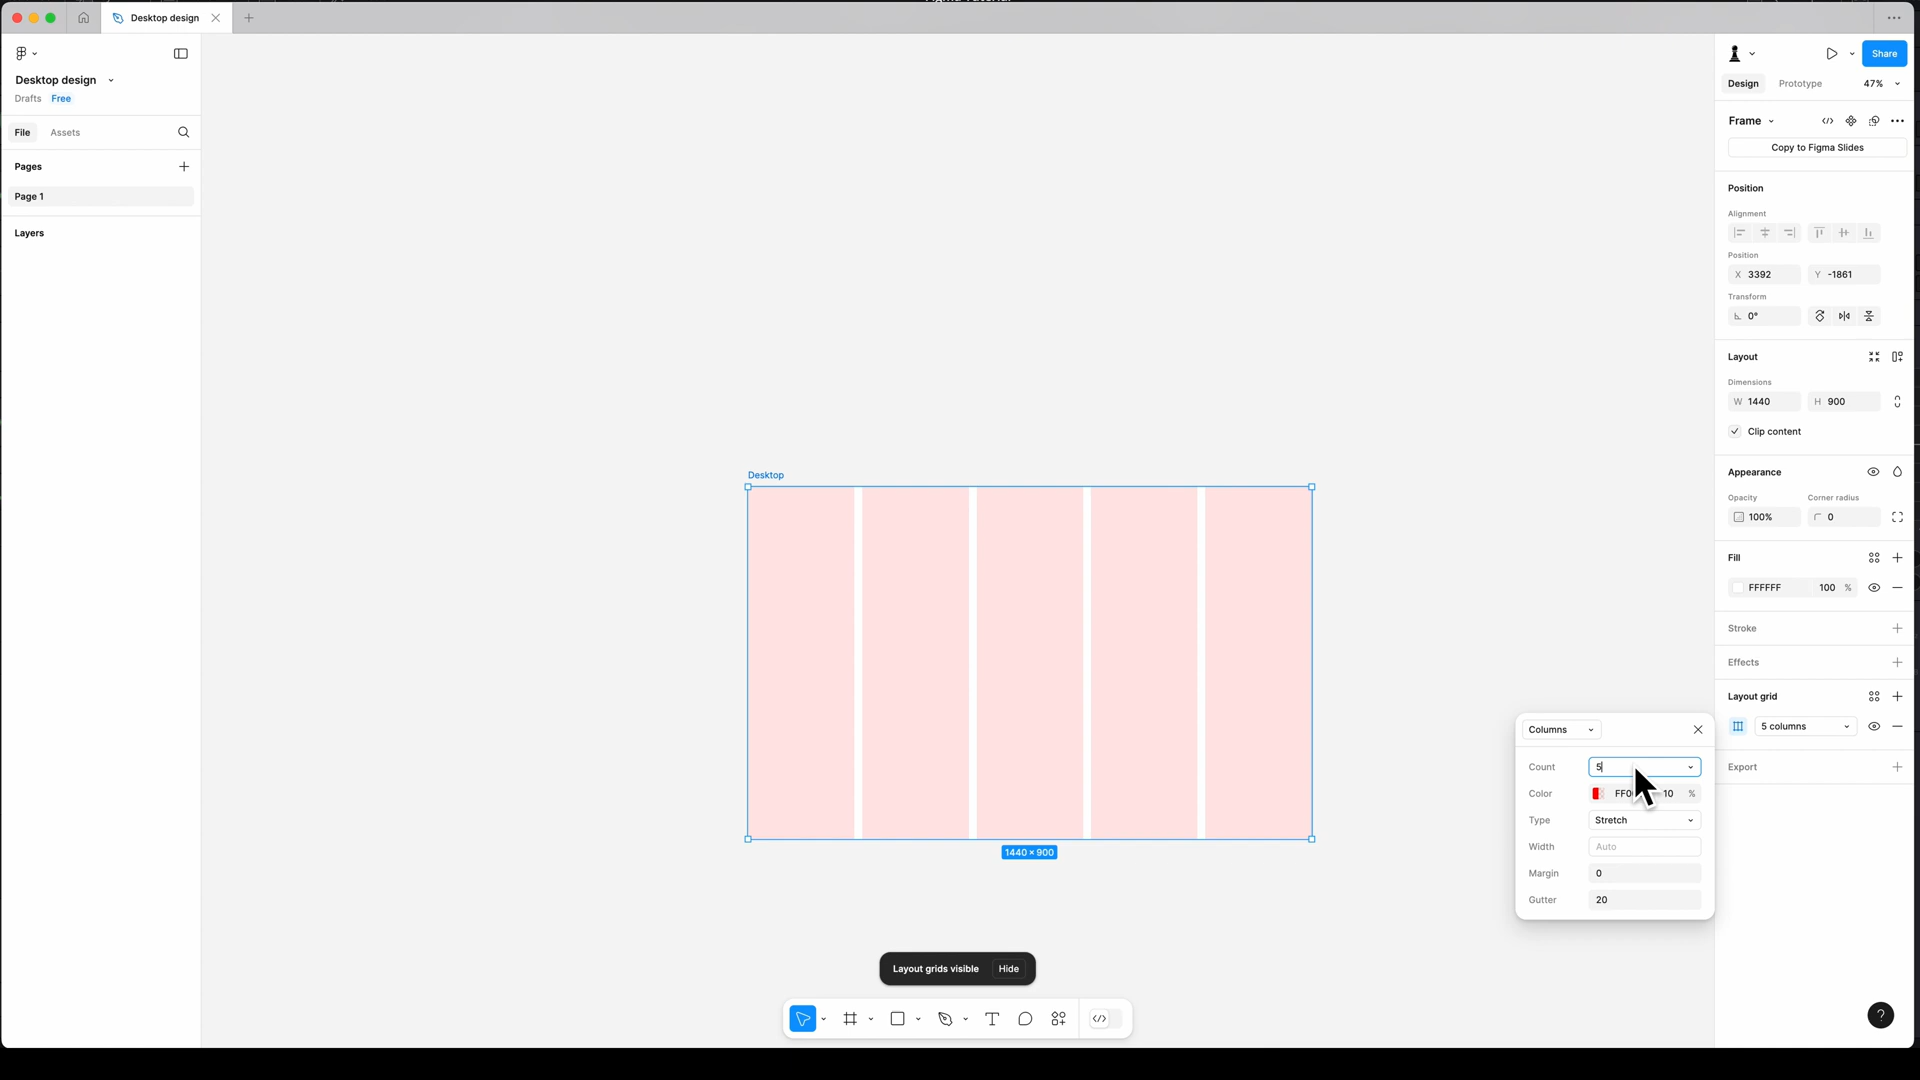 Desktop design
Share
Desktop design
Drafts Free
Design Prototype 47%
File Assets
Frame
Copy to Figma Slides
Pages
Page 1
Position
Layers
Alignment
Position
X 3392 Y -1861
Transform
0°
Layout
Dimensions
W 1440 H 900
Clip content
Appearance
Opacity Corner radius
100% 0
Fill
FFFFFF 100 %
Stroke
Effects
Layout grid
5 columns
Export
Desktop
1440 × 900
Columns
Count 5
Color 10 %
Type Stretch
Width Auto
Margin 0
Gutter 20
Layout grids visible Hide
?